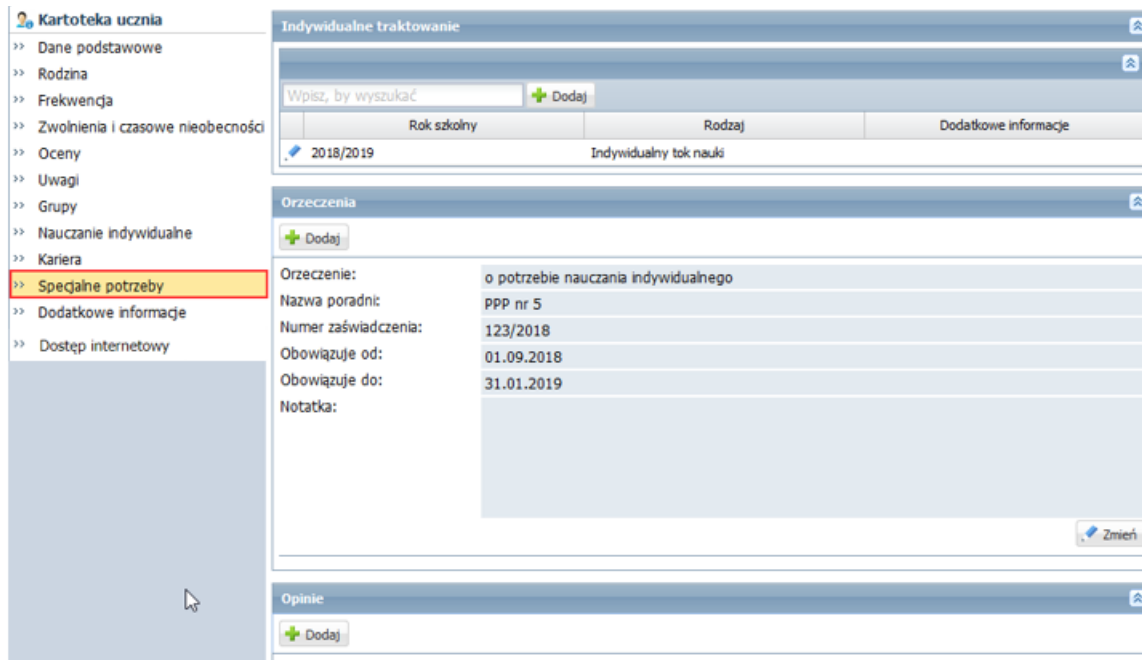 Kartoteka ucznia
Dane podstawowe
Rodzina
Frekwencja
Zwolnienia i czasowe nieobecności
Oceny
Uwagi
Grupy
Nauczanie indywidualne
Kariera
Specjalne potrzeby
Dodatkowe informacje
Dostęp internetowy
Indywidualne traktowanie
Wpisz, by wyszukać Dodaj
Rok szkolny Rodzaj Dodatkowe informacje
2018/2019 Indywidualny tok nauki
Orzeczenia
Dodaj
Orzeczenie: o potrzebie nauczania indywidualnego
Nazwa poradni: PPP nr 5
Numer zaświadczenia: 123/2018
Obowiązuje od: 01.09.2018
Obowiązuje do: 31.01.2019
Notatka:
Zmień
Opinie
Dodaj